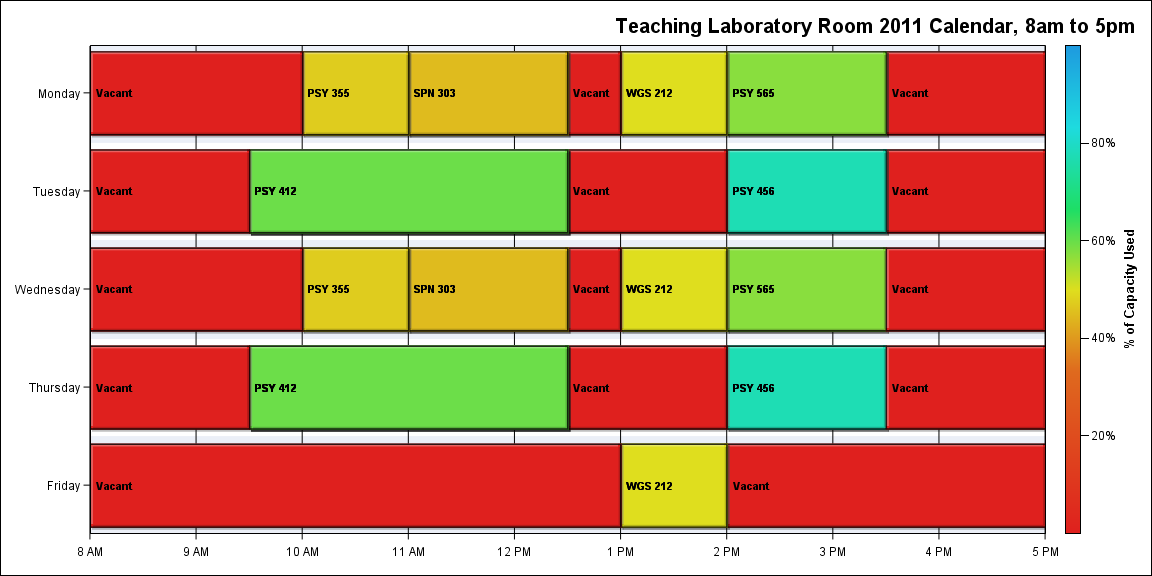 Teaching Laboratory Room 2011 Calendar, 8am to 5pm
Monday
Vacant
PSY 355
SPN 303
Vacant
WGS 212
PSY 565
Vacant
Tuesday
Vacant
PSY 412
Vacant
PSY 456
Vacant
Wednesday
Vacant
PSY 355
SPN 303
Vacant
WGS 212
PSY 565
Vacant
Thursday
Vacant
PSY 412
Vacant
PSY 456
Vacant
Friday
Vacant
WGS 212
Vacant
8 AM
9 AM
10 AM
11 AM
12 PM
1 PM
2 PM
3 PM
4 PM
5 PM
80%
60%
40%
20%
% of Capacity Used